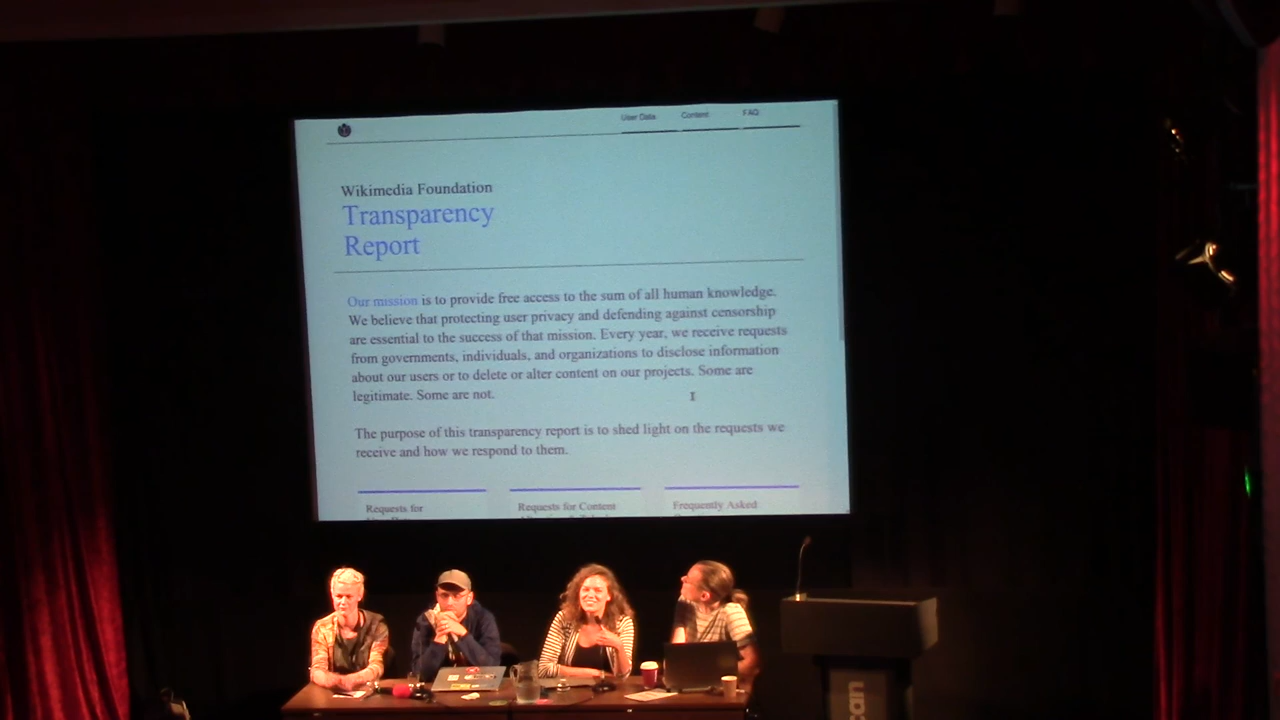 User Data Content FAQ
Wikimedia Foundation
Transparency
Report
Our mission is to provide free access to the sum of all human knowledge.
We believe that protecting user privacy and defending against censorship
are essential to the success of that mission. Every year, we receive requests
from governments, individuals, and organizations to disclose information
about our users or to delete or alter content on our projects. Some are
legitimate. Some are not.
The purpose of this transparency report is to shed light on the requests we
receive and how we respond to them.
Requests for
Requests for Content
Frequently Asked
can